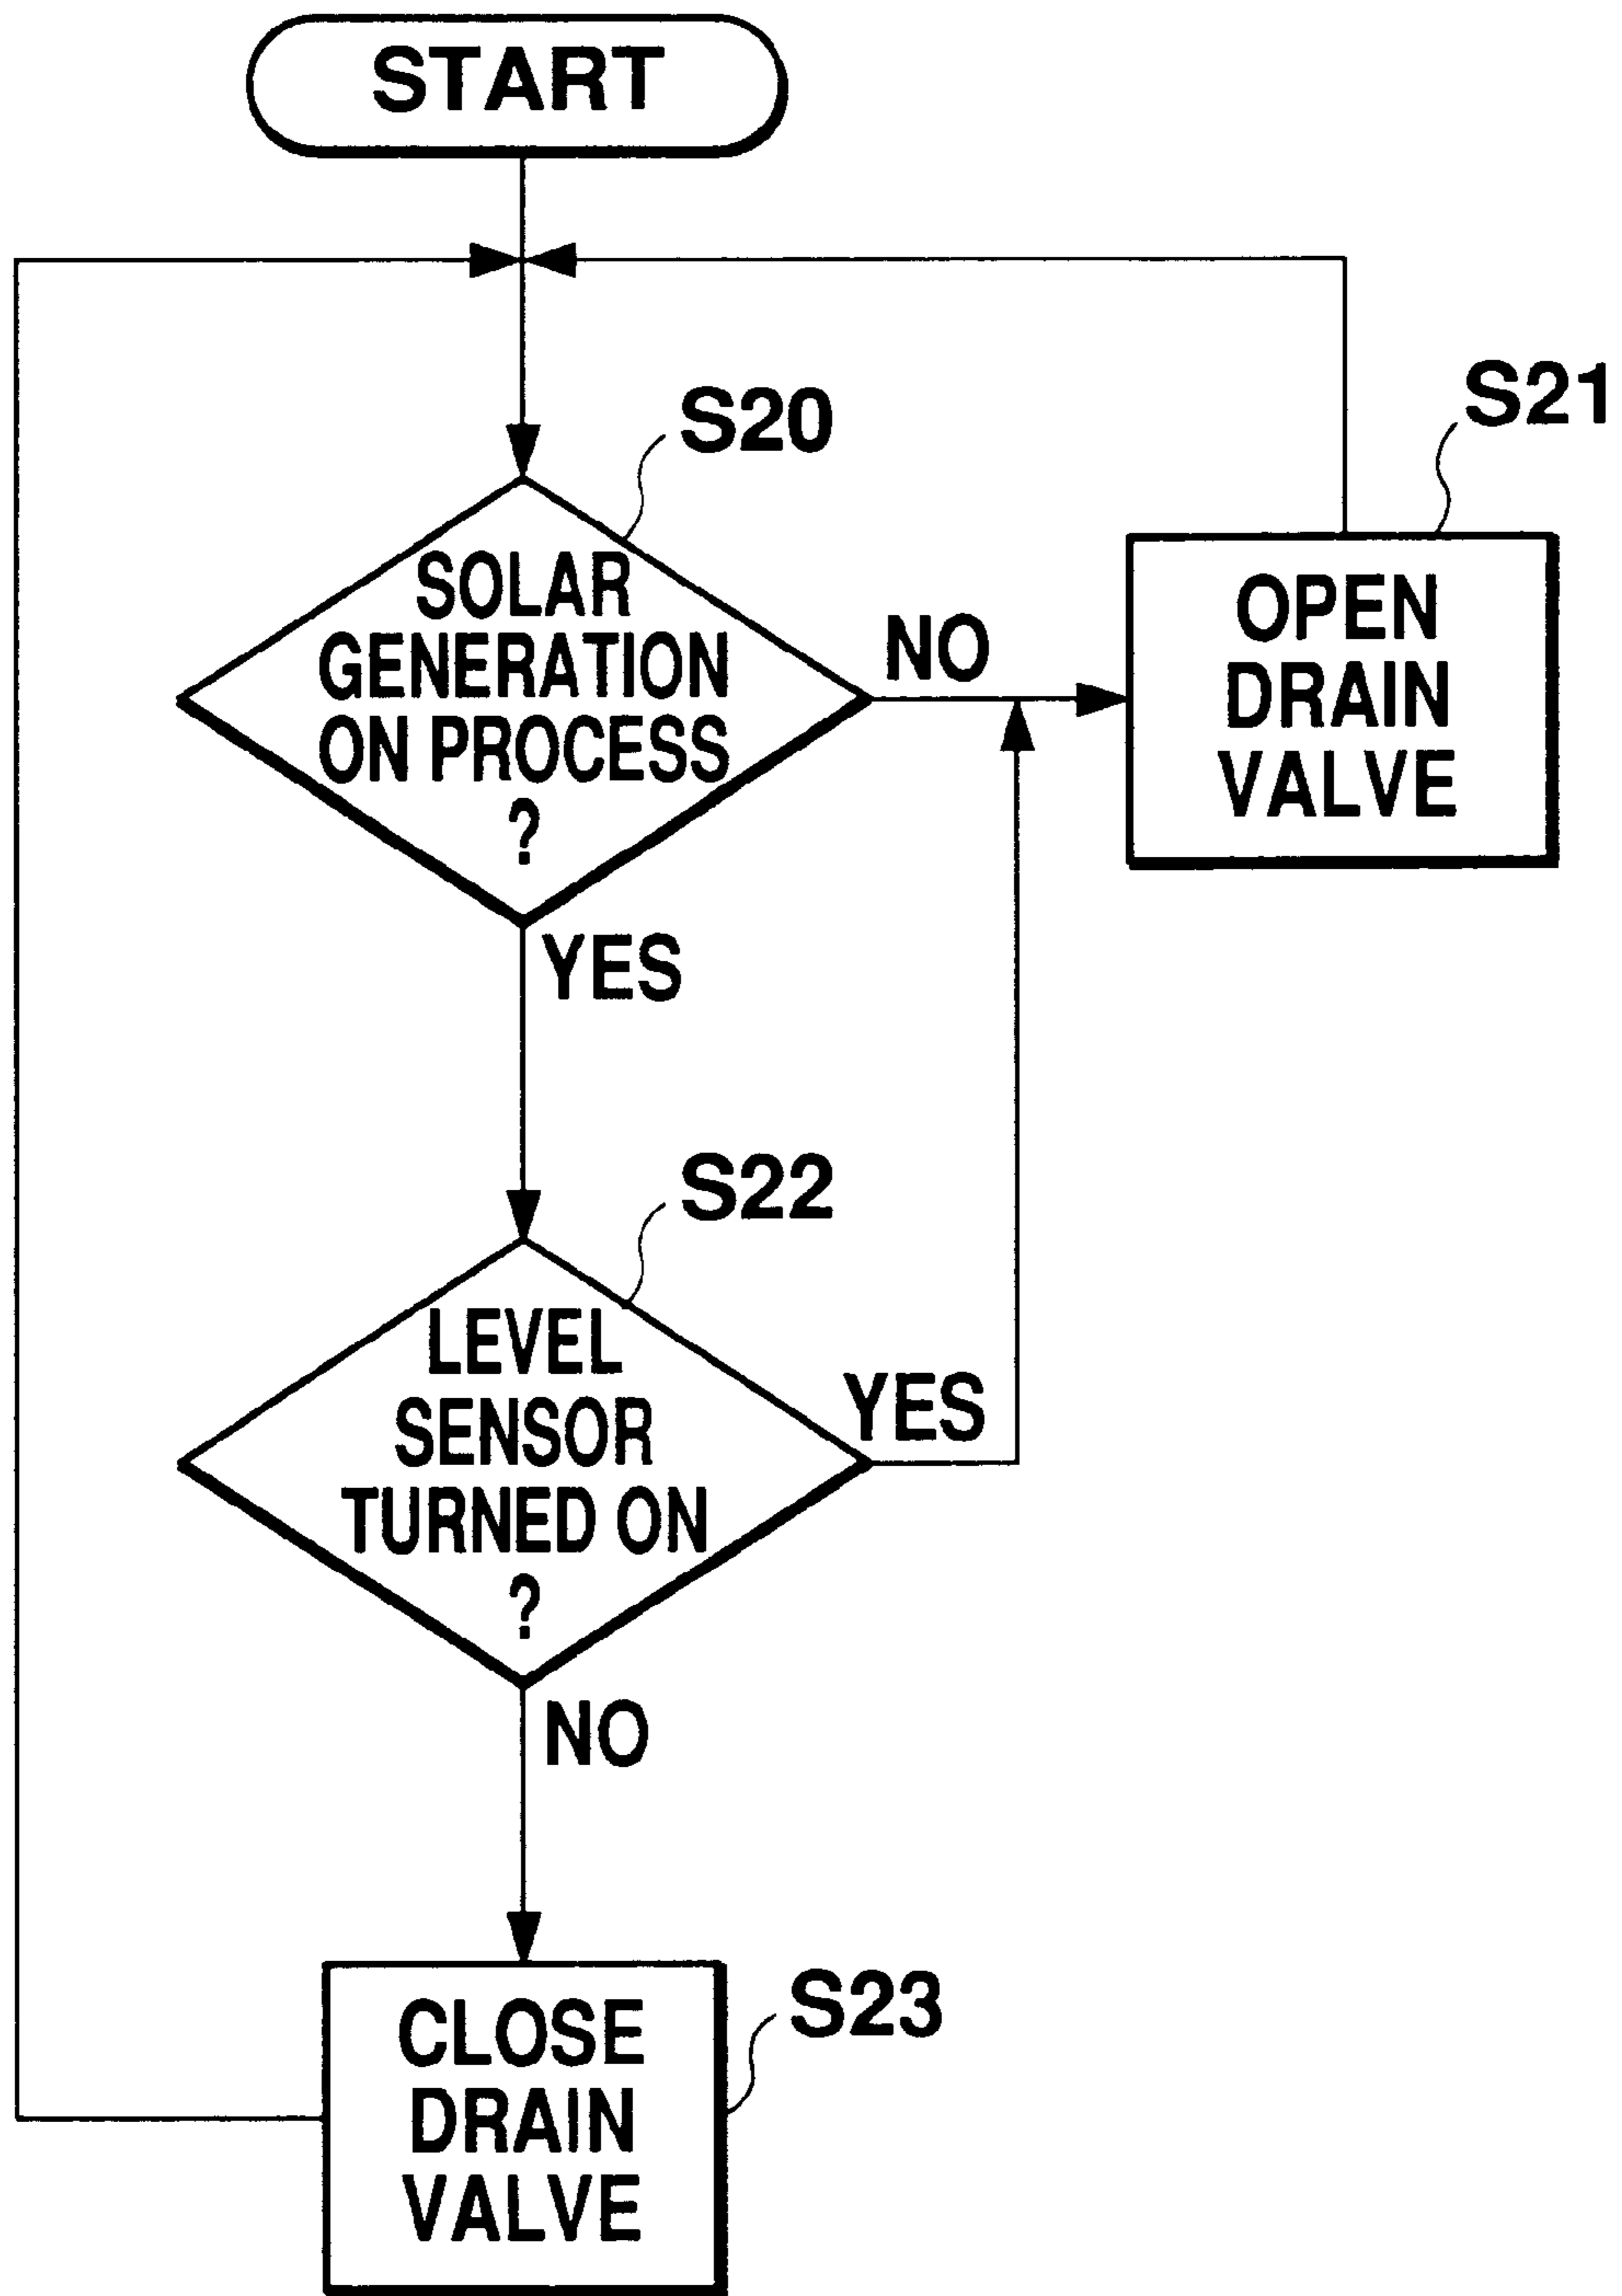 START
S20
SOLAR
GENERATION
ON PROCESS
?
NO
YES
S21
OPEN
DRAIN
VALVE
S22
LEVEL
SENSOR
TURNED ON
?
YES
NO
S23
CLOSE
DRAIN
VALVE